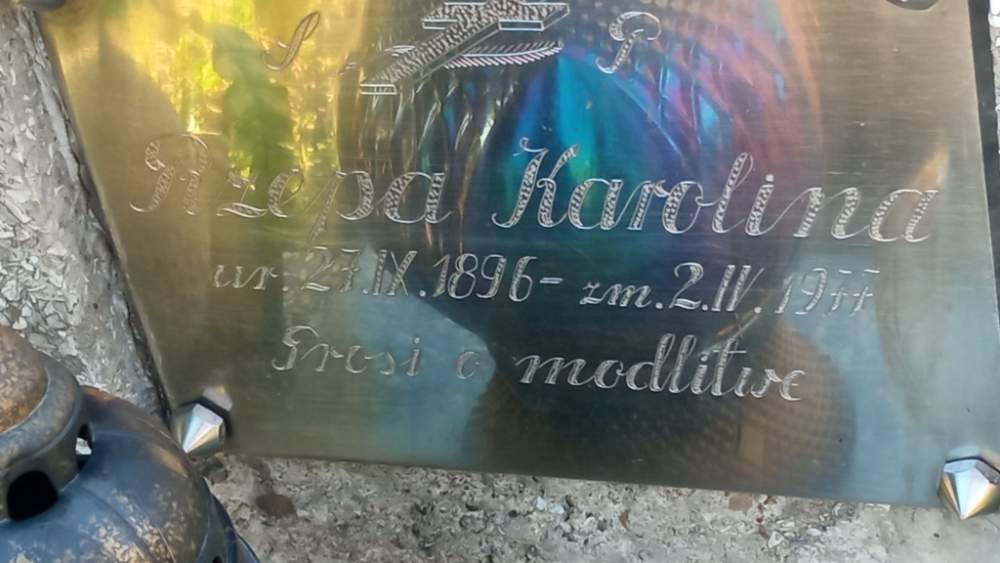 Ś. P.
Rzepa Karolina
ur. 27.IX.1896 - zm. 2.IV.1977
Prosi o modlitwę